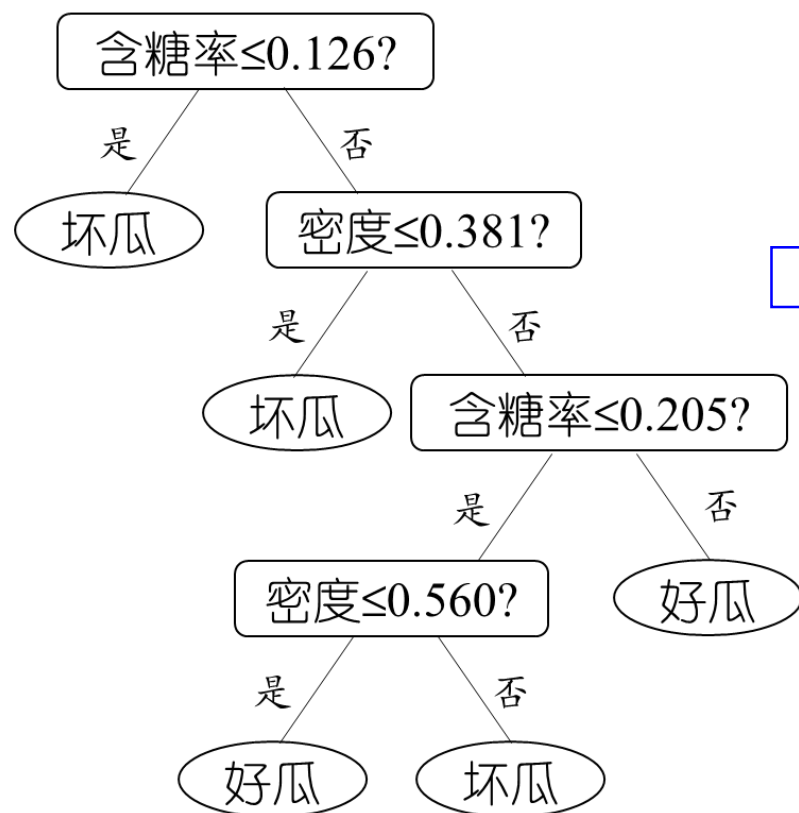 含糖率≤0.126?
是
否
坏瓜
密度≤0.381?
是
否
坏瓜
含糖率≤0.205?
是
否
密度≤0.560?
好瓜
是
否
好瓜
坏瓜